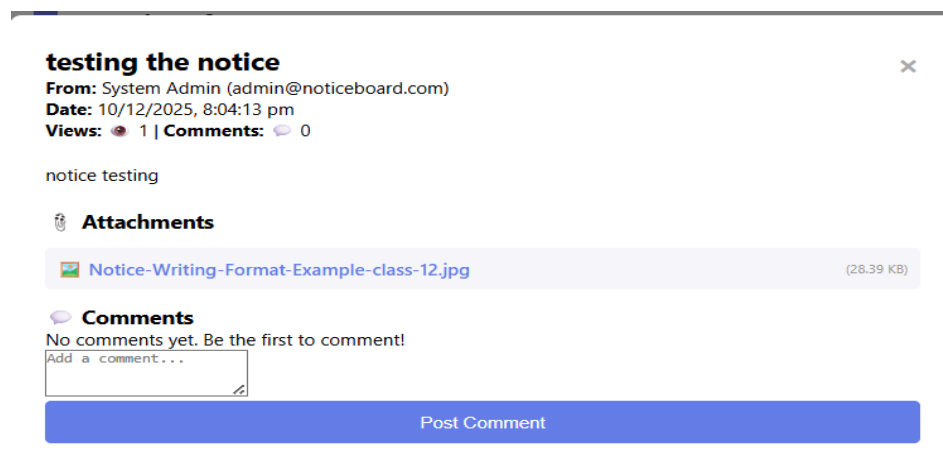 testing the notice
×
From: System Admin (admin@noticeboard.com)
Date: 10/12/2025, 8:04:13 pm
Views: 👁 1 | Comments: 💬 0
notice testing
Attachments
Notice-Writing-Format-Example-class-12.jpg (28.39 KB)
Comments
No comments yet. Be the first to comment!
Add a comment...
Post Comment